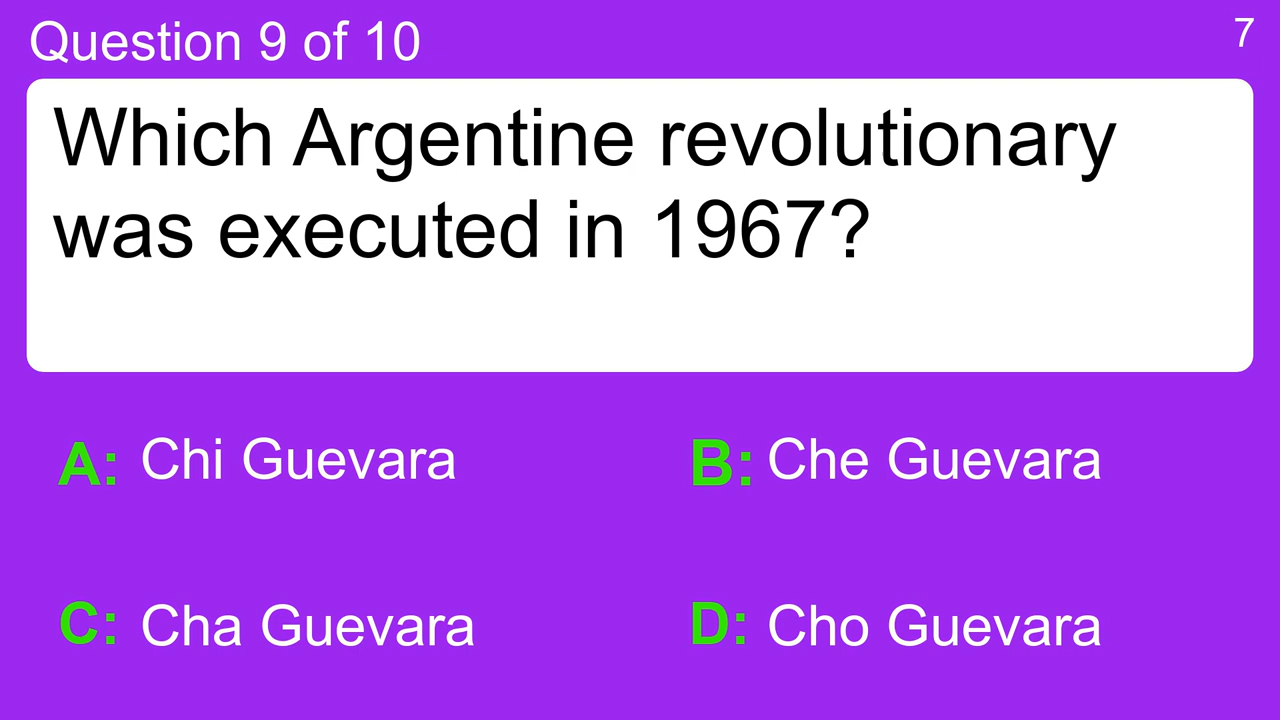 Question 9 of 10
7
Which Argentine revolutionary
was executed in 1967?
A: Chi Guevara
B: Che Guevara
C: Cha Guevara
D: Cho Guevara